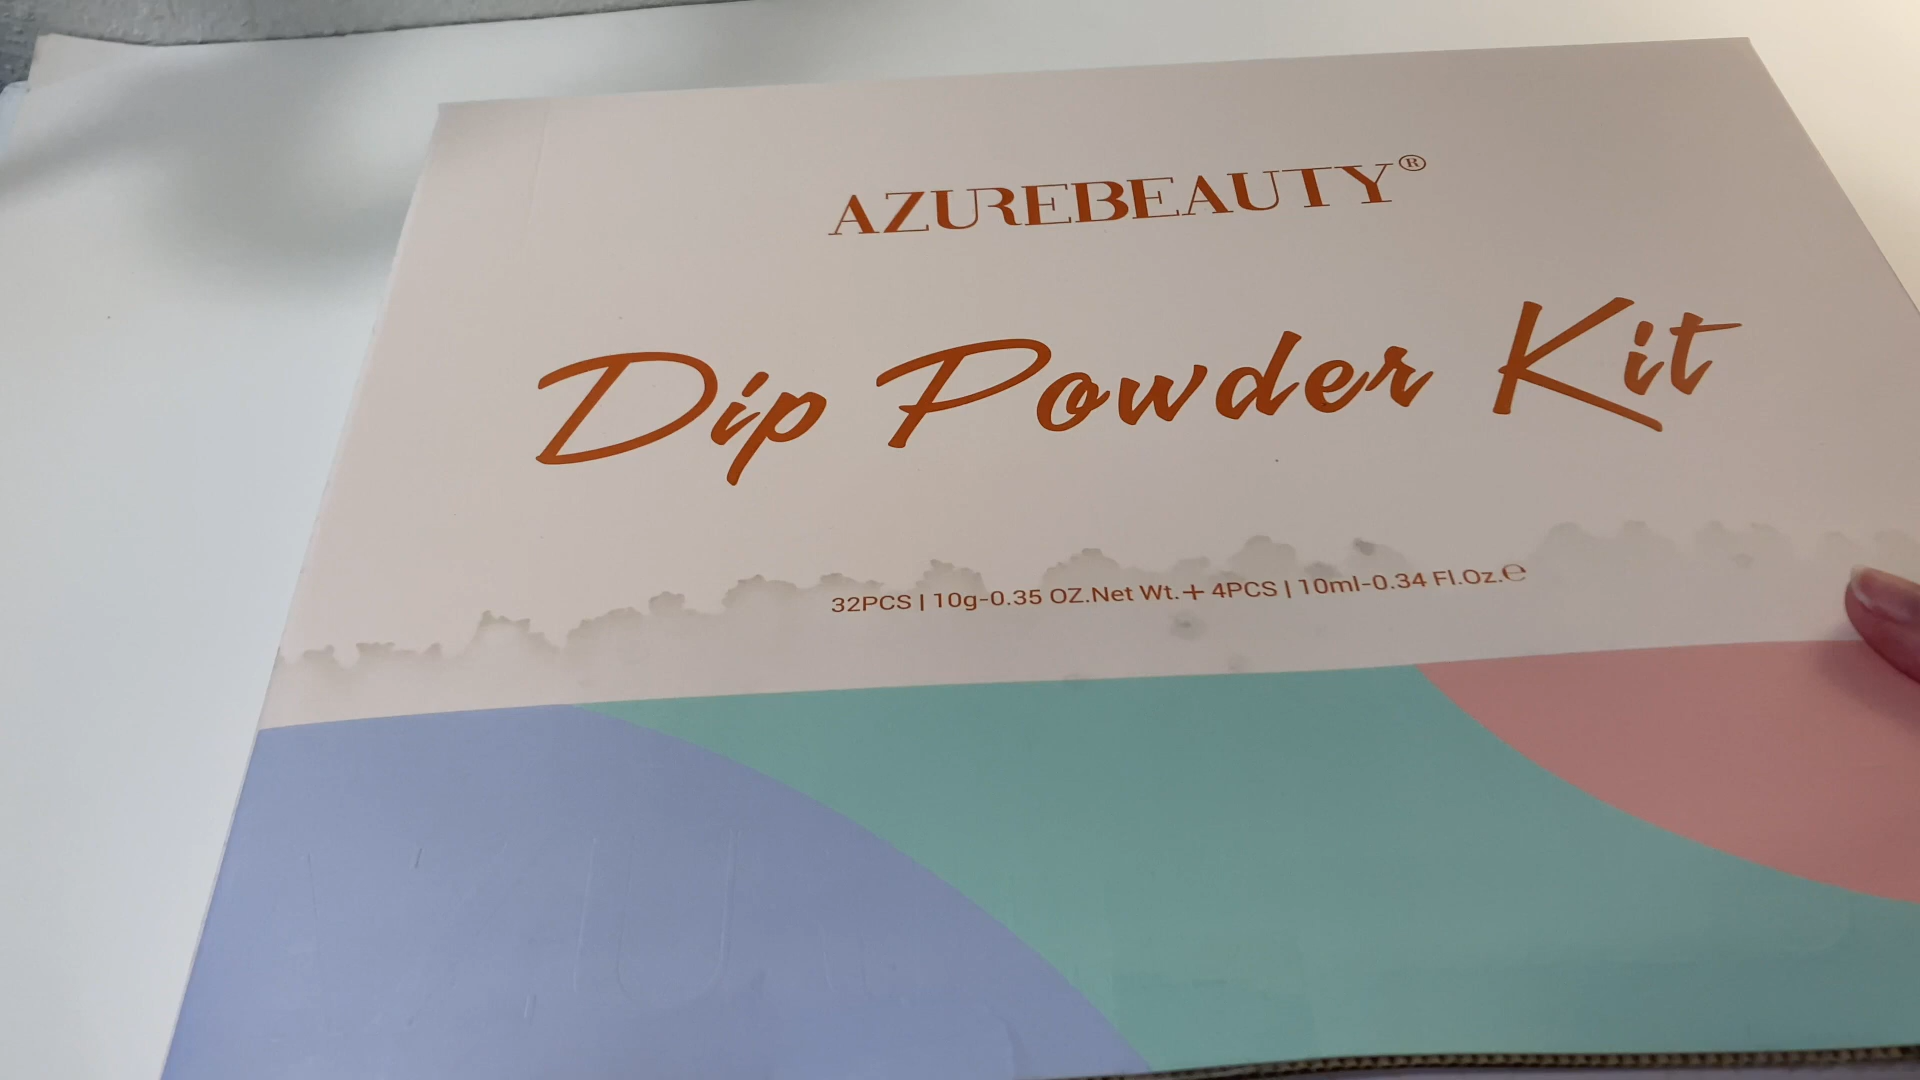 AZUREBEAUTY®
Dip Powder Kit
32PCS | 10g-0.35 OZ.Net Wt.+ 4PCS | 10ml-0.34 Fl.Oz.℮